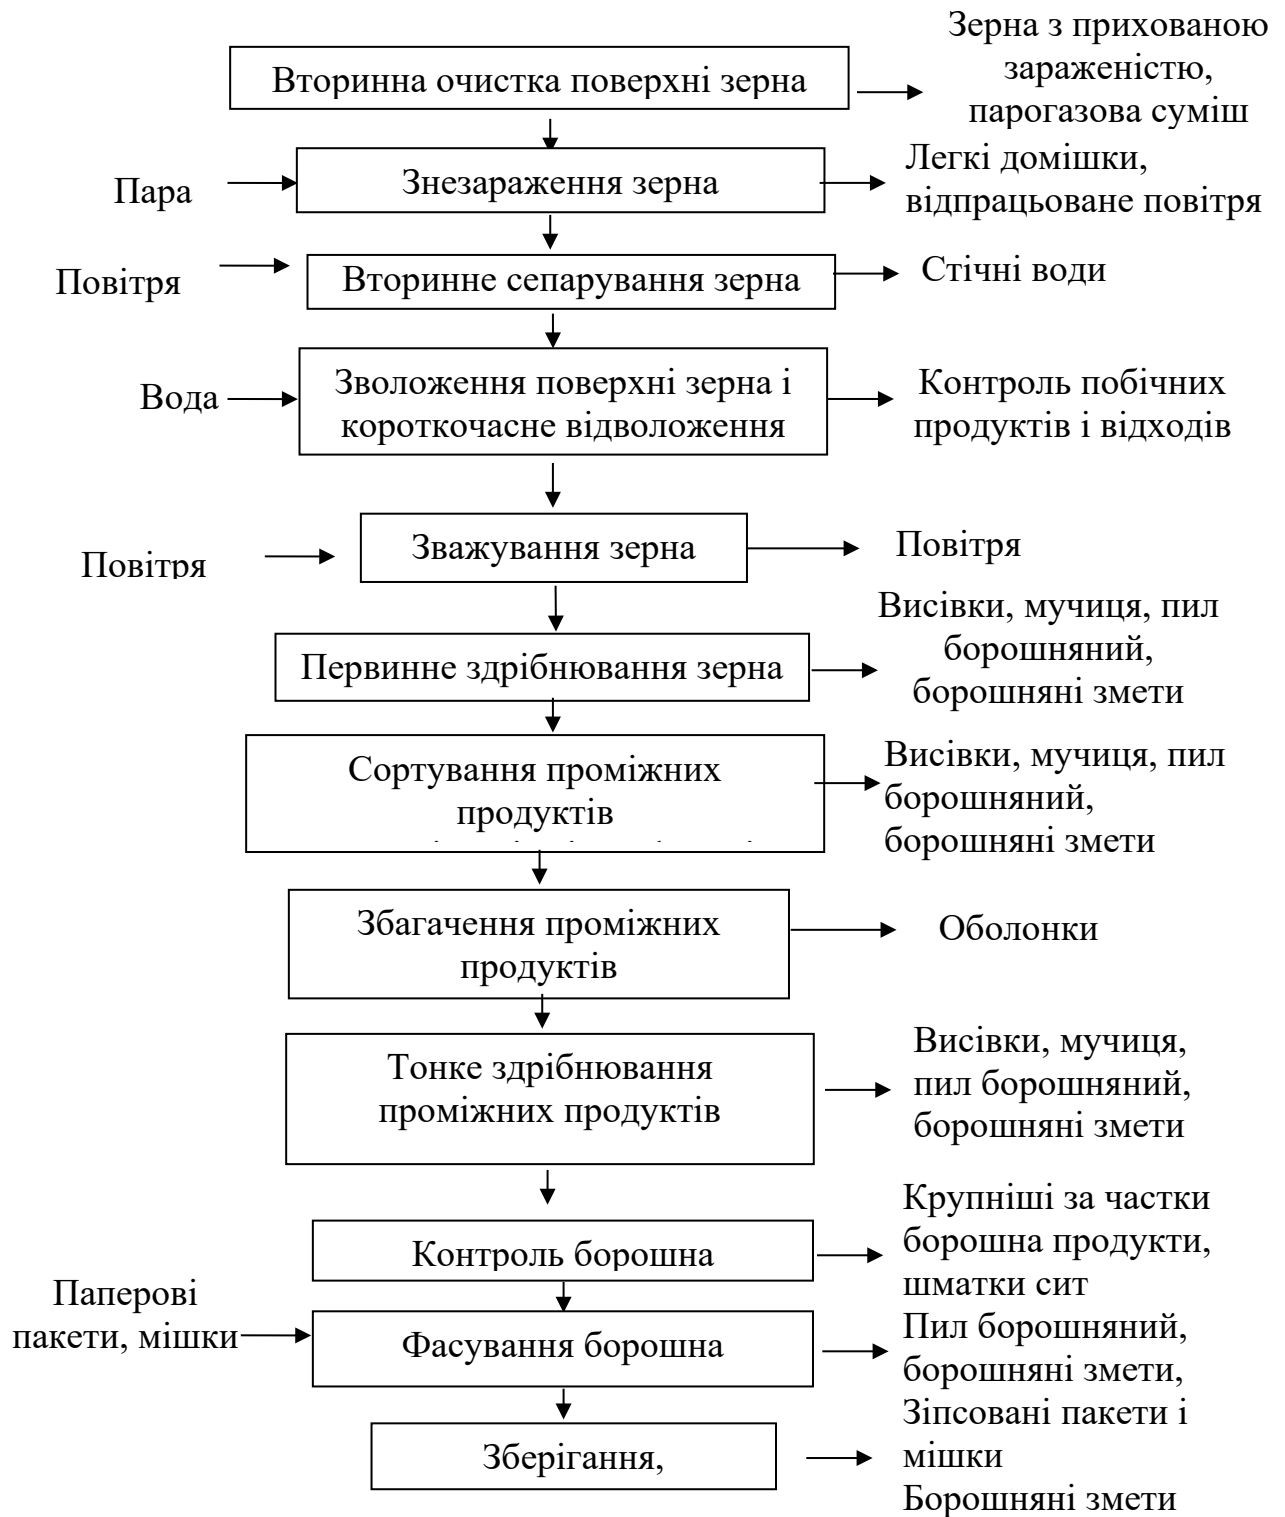 Зерна з прихованою
зараженістю,
парогазова суміш
Вторинна очистка поверхні зерна
Легкі домішки,
відпрацьоване повітря
Пара
Знезараження зерна
Повітря
Вторинне сепарування зерна
Стічні води
Вода
Зволоження поверхні зерна і
короткочасне відволоження
Контроль побічних
продуктів і відходів
Повітря
Зважування зерна
Повітря
Висівки, мучиця, пил
борошняний,
борошняні змети
Первинне здрібнювання зерна
Сортування проміжних
продуктів
Висівки, мучиця, пил
борошняний,
борошняні змети
Збагачення проміжних
продуктів
Оболонки
Тонке здрібнювання
проміжних продуктів
Висівки, мучиця,
пил борошняний,
борошняні змети
Контроль борошна
Крупніші за частки
борошна продукти,
шматки сит
Паперові
пакети, мішки
Фасування борошна
Пил борошняний,
борошняні змети,
Зіпсовані пакети і
мішки
Зберігання,
Борошняні змети